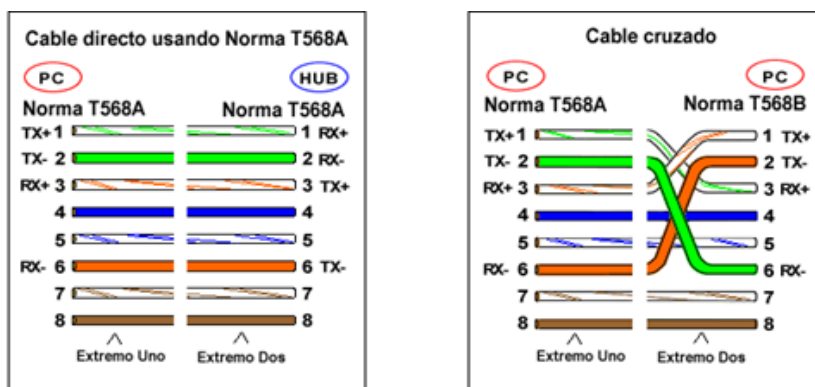 Cable directo usando Norma T568A
PC HUB
Norma T568A Norma T568A
TX+ 1 1 RX+
TX- 2 2 RX-
RX+ 3 3 TX+
4 4
5 5
RX- 6 6 TX-
7 7
8 8
Extremo Uno Extremo Dos
Cable cruzado
PC PC
Norma T568A Norma T568B
TX+ 1 1 TX+
TX- 2 2 TX-
RX+ 3 3 RX+
4 4
5 5
RX- 6 6 RX-
7 7
8 8
Extremo Uno Extremo Dos